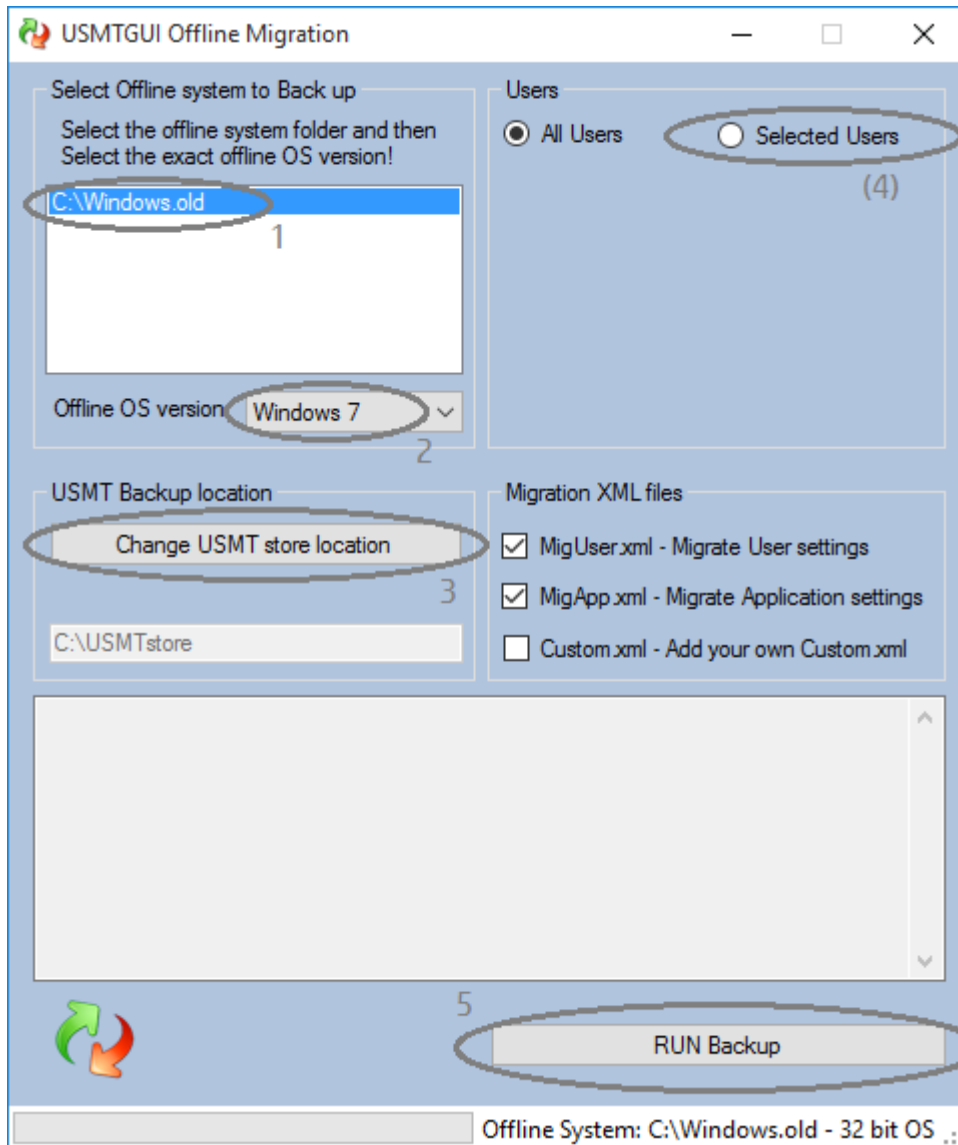 USMTGUI Offline Migration
Select Offline system to Back up
Select the offline system folder and then
Select the exact offline OS version!
C:\Windows.old
1
Offline OS version
Windows 7
2
Users
All Users
Selected Users
(4)
USMT Backup location
Change USMT store location
3
C:\USMTstore
Migration XML files
MigUser.xml - Migrate User settings
MigApp.xml - Migrate Application settings
Custom.xml - Add your own Custom.xml
5
RUN Backup
Offline System: C:\Windows.old - 32 bit OS